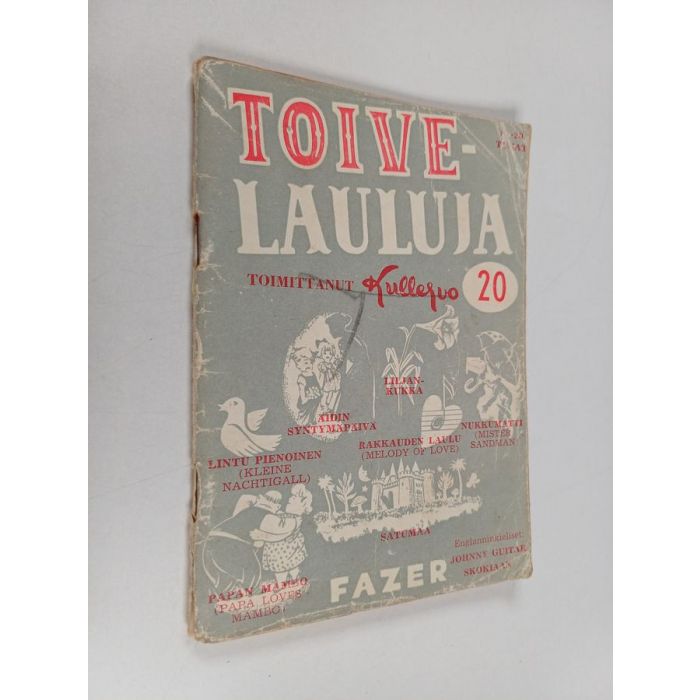 TOIVE-
LAULUJA
TOIMITTANUT Kullervo 20
LILJAN-
KUKKA
ÄIDIN
SYNTYMÄPÄIVÄ
NUKKUMATTI
(MISTER
SANDMAN)
RAKKAUDEN LAULU
(MELODY OF LOVE)
LINTU PIENOINEN
(KLEINE
NACHTIGALL)
SATUMAA
Englanninkieliset:
JOHNNY GUITAR
SKOKIAAN
PAPAN MAMBO
(PAPA LOVES
MAMBO)
FAZER